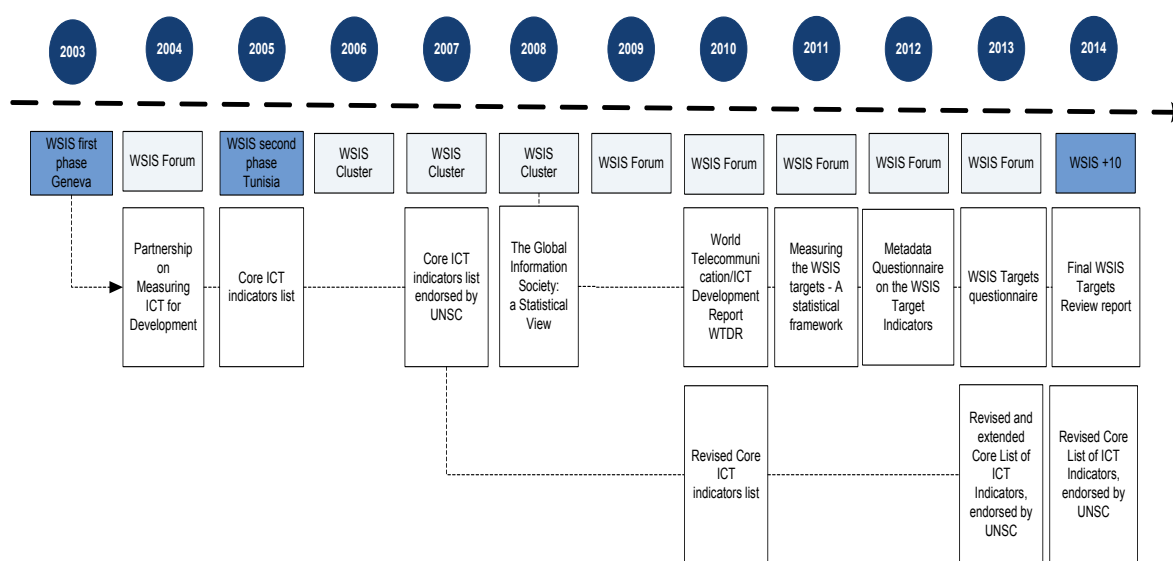 2003
2004
2005
2006
2007
2008
2009
2010
2011
2012
2013
2014
WSIS first
phase
Geneva
WSIS Forum
WSIS second
phase
Tunisia
WSIS
Cluster
WSIS
Cluster
WSIS
Cluster
WSIS Forum
WSIS Forum
WSIS Forum
WSIS Forum
WSIS Forum
WSIS +10
Partnership
on
Measuring
ICT for
Development
Core ICT
indicators list
Core ICT
indicators list
endorsed by
UNSC
The Global
Information
Society:
a Statistical
View
World
Telecommuni
cation/ICT
Development
Report
WTDR
Measuring
the WSIS
targets - A
statistical
framework
Metadata
Questionnaire
on the WSIS
Target
Indicators
WSIS Targets
questionnaire
Final WSIS
Targets
Review report
Revised Core
ICT
indicators list
Revised and
extended
Core List of
ICT
Indicators,
endorsed by
UNSC
Revised Core
List of ICT
Indicators,
endorsed by
UNSC